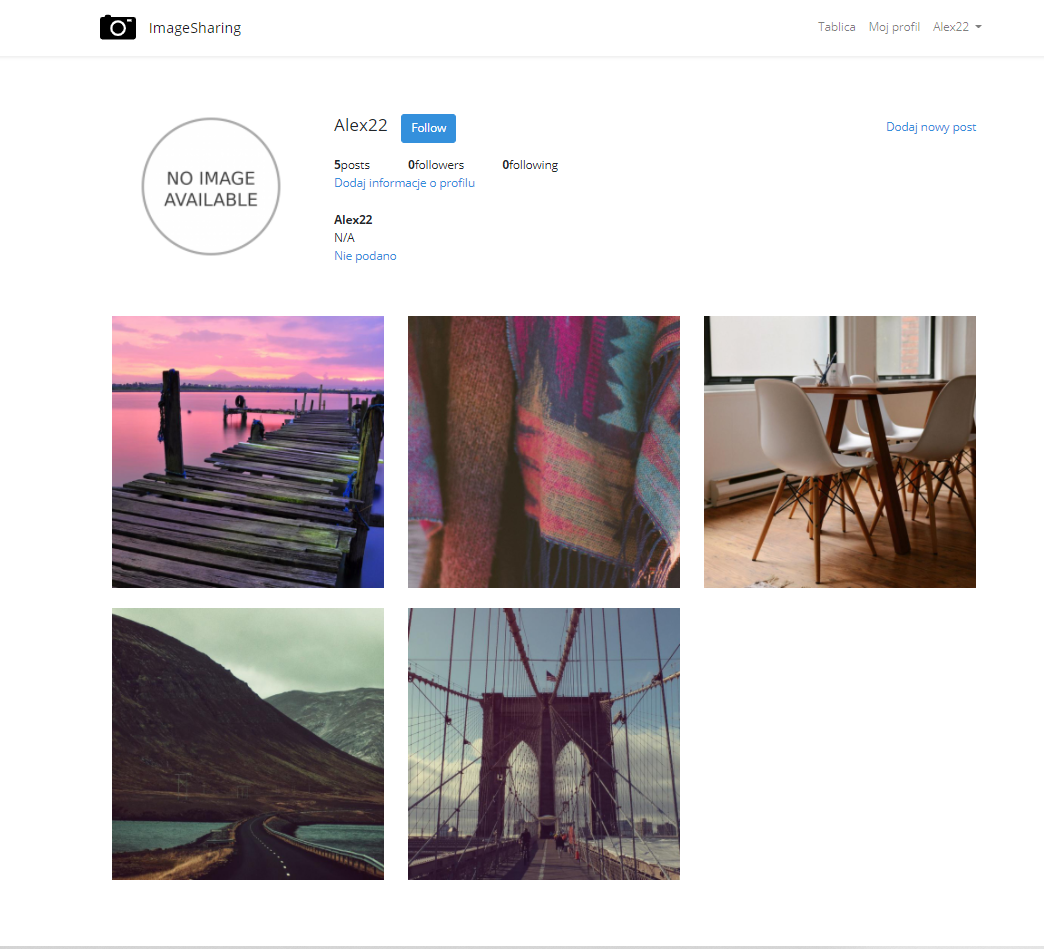 ImageSharing
Tablica Moj profil Alex22
Alex22 Follow
Dodaj nowy post
NO IMAGE
AVAILABLE
5posts 0followers 0following
Dodaj informacje o profilu
Alex22
N/A
Nie podano